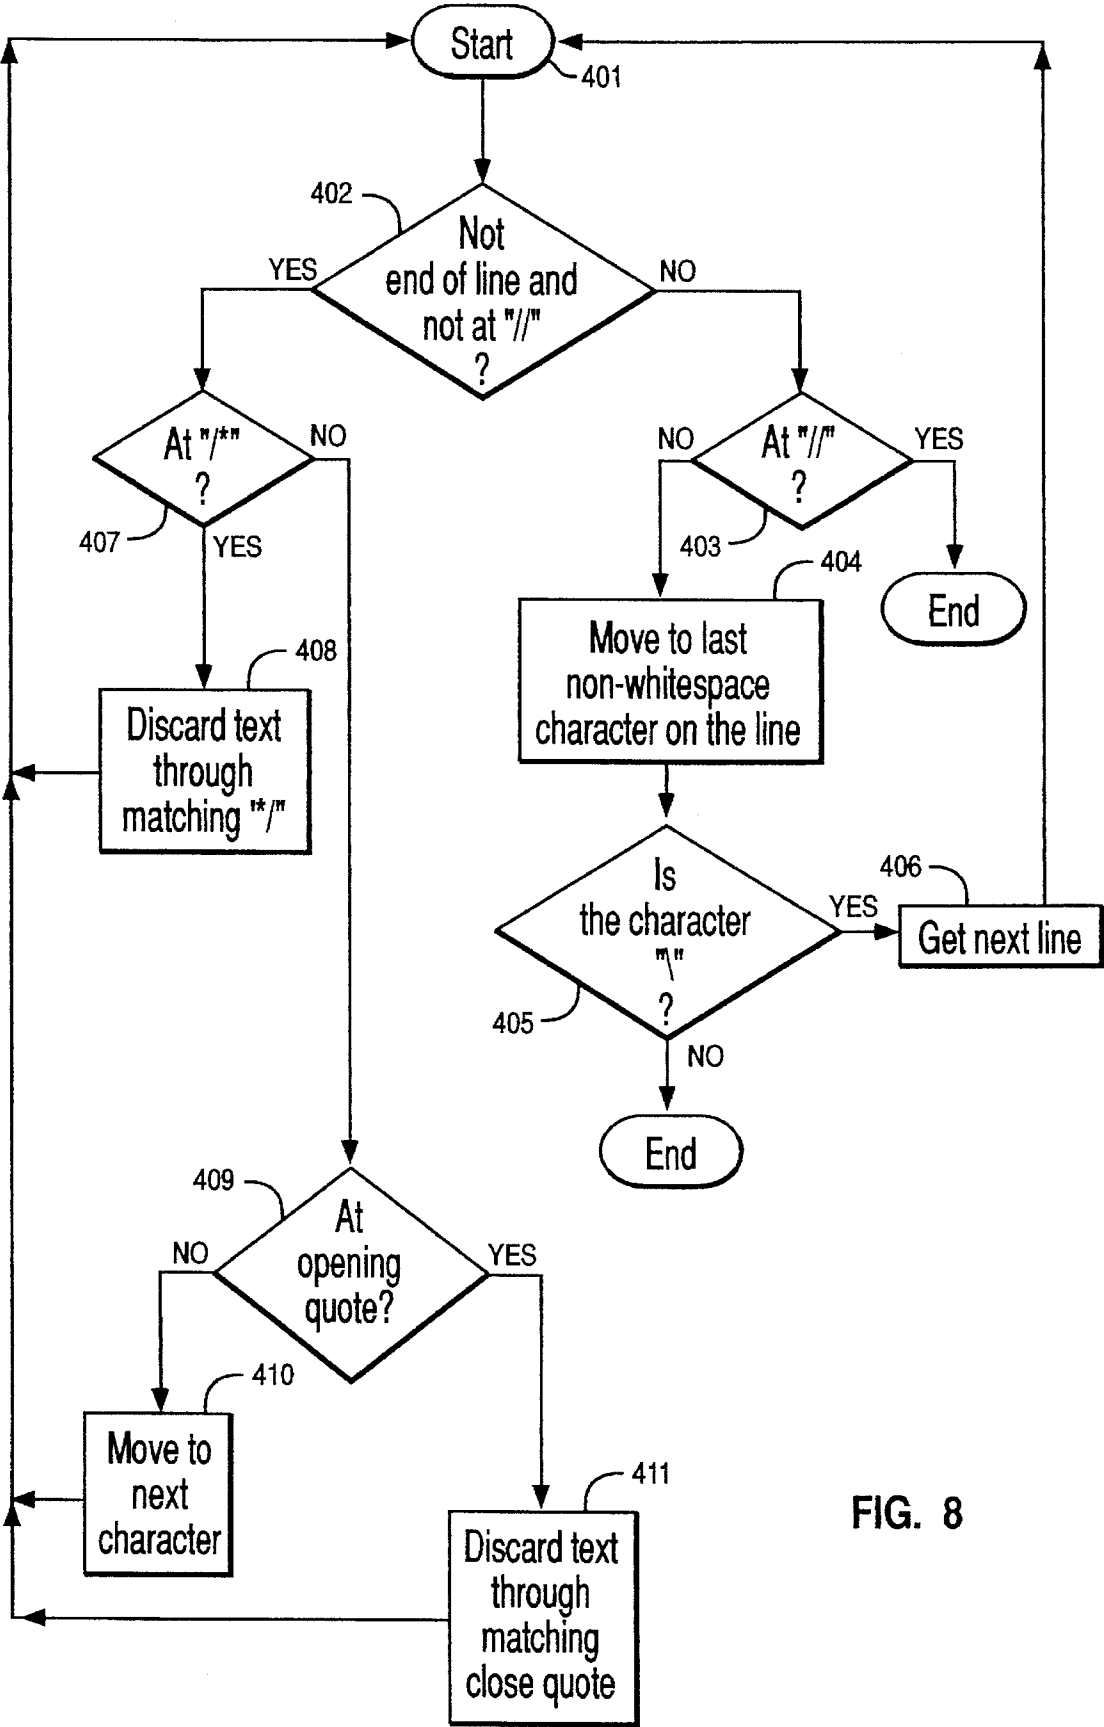 Start
401
402
Not
end of line and
not at "//"
?
YES
NO
At "/*"
?
NO
407
YES
At "//"
?
NO
YES
403
End
404
Move to last
non-whitespace
character on the line
408
Discard text
through
matching "*/"
Is
the character
"\"
?
405
YES
406
Get next line
NO
End
409
At
opening
quote?
NO
YES
410
Move to
next
character
411
Discard text
through
matching
close quote
FIG. 8